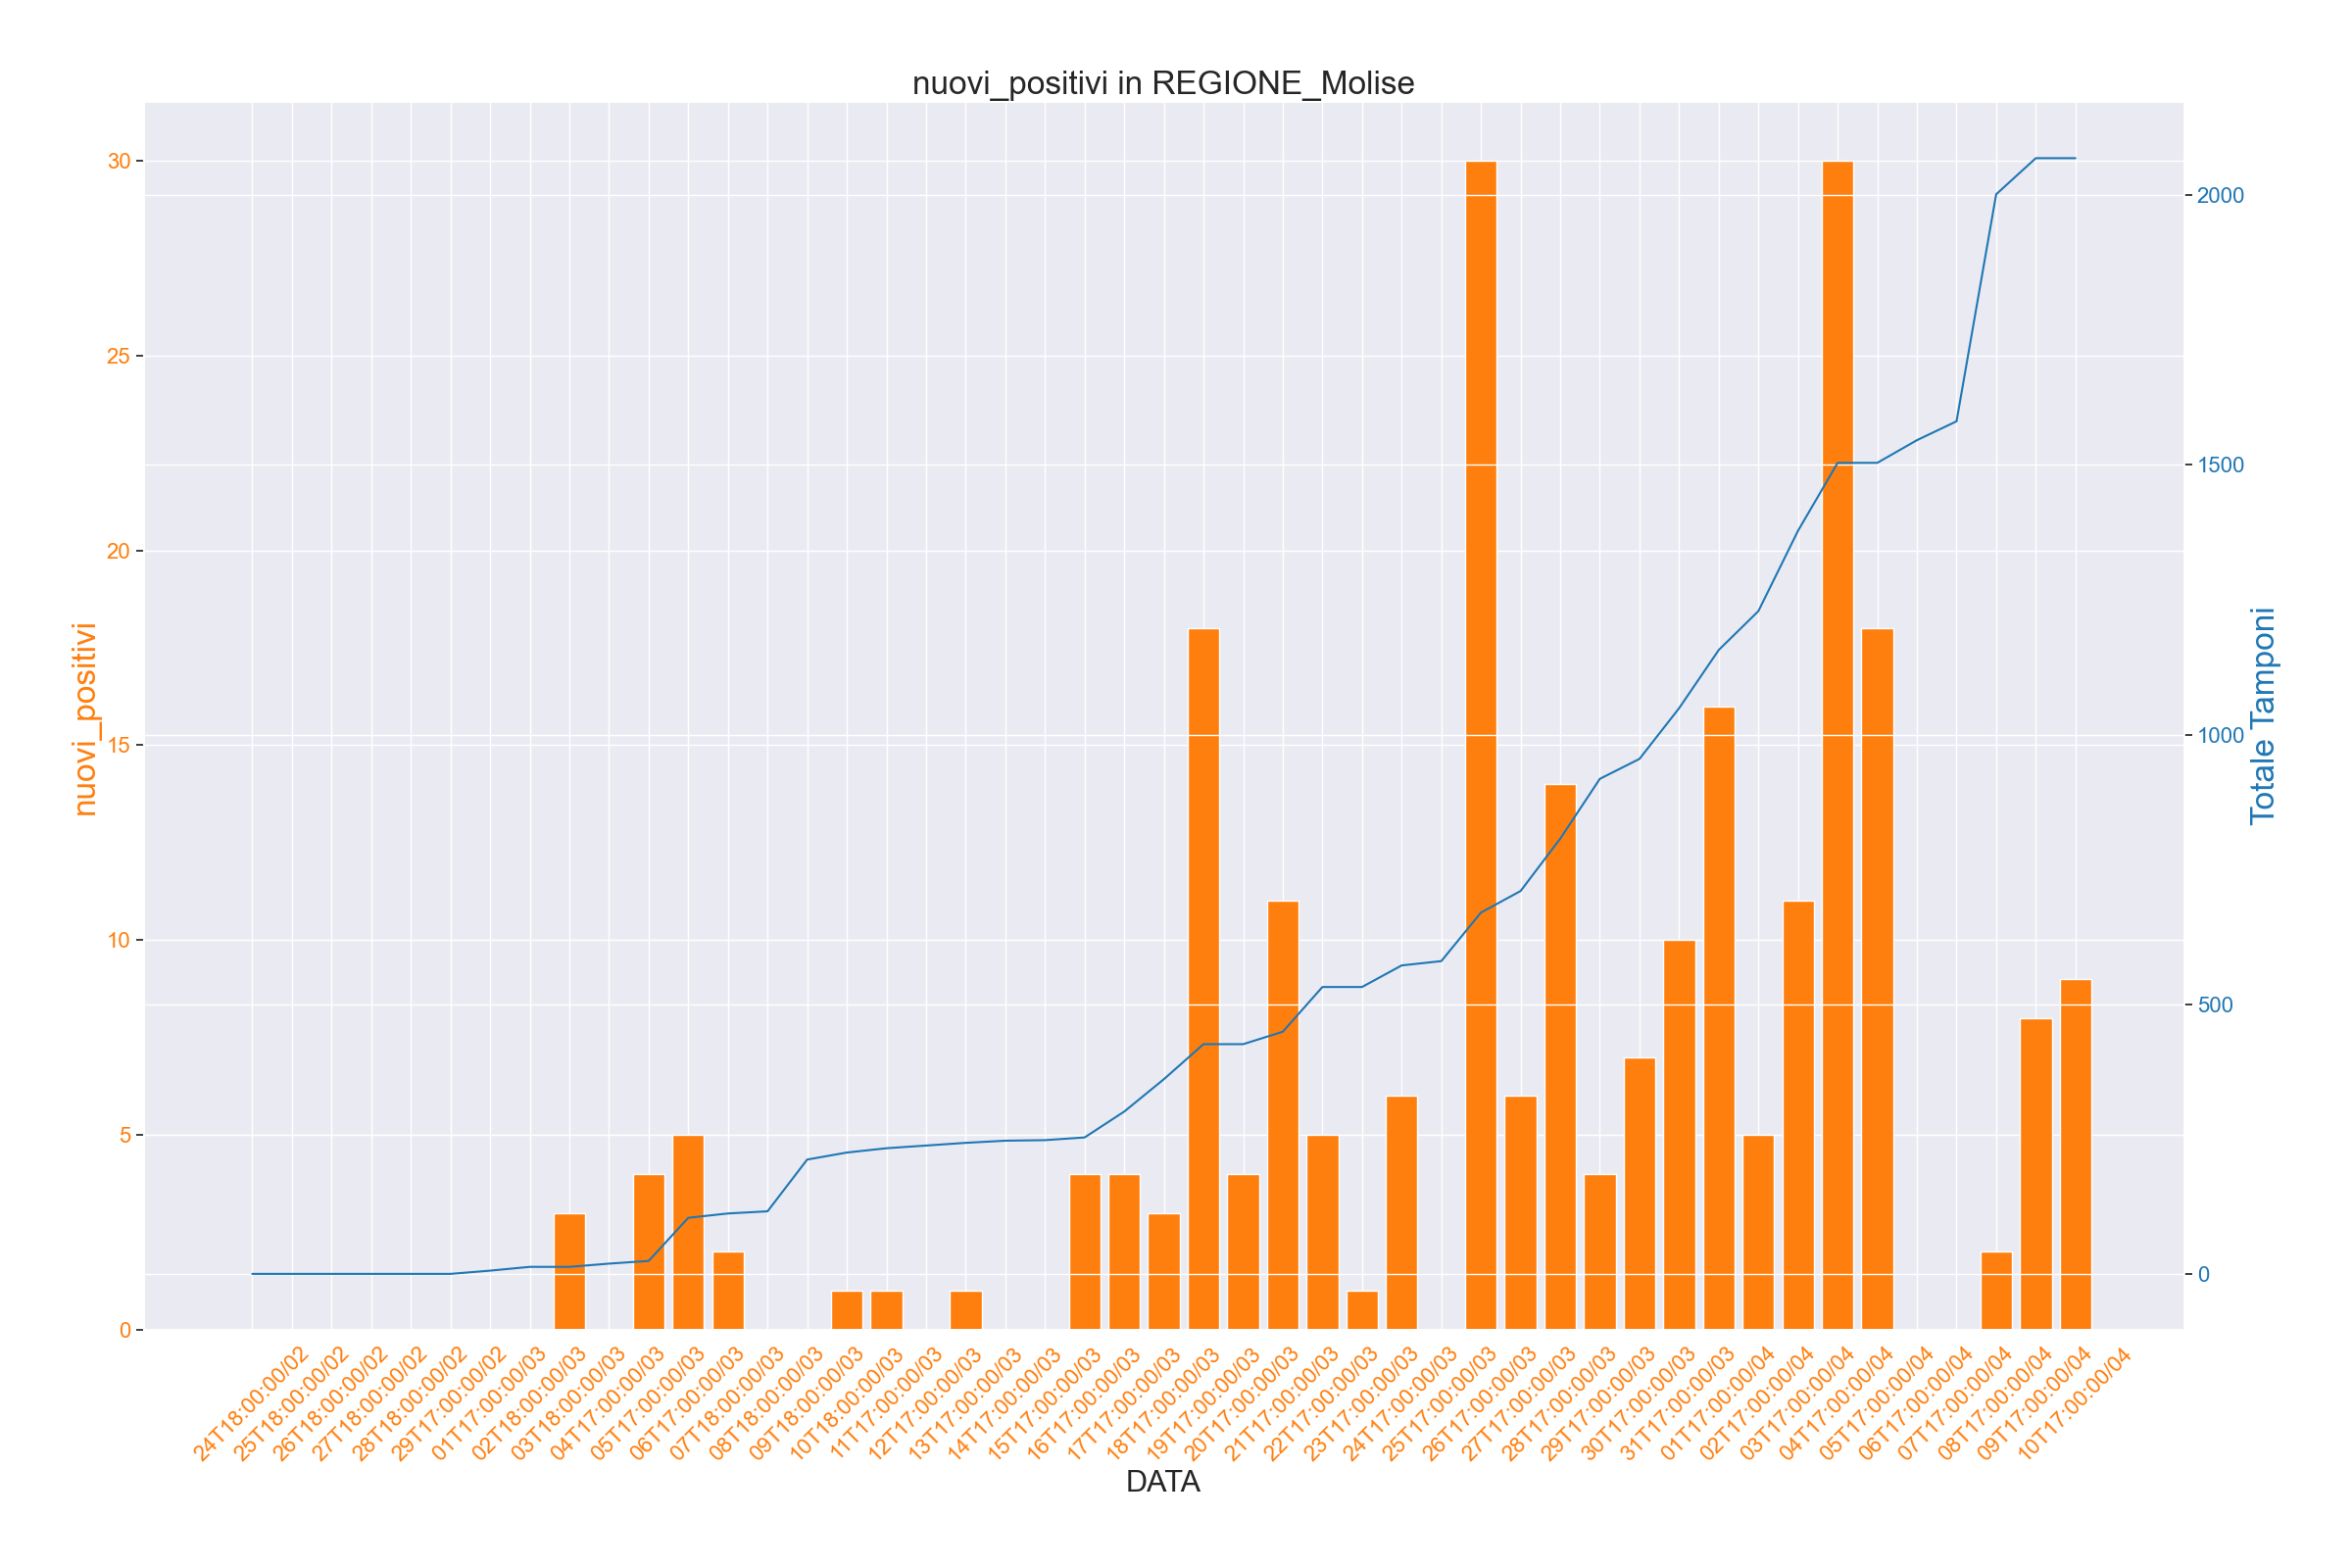 nuovi_positivi in REGIONE_Molise
30
25
20
15
10
5
0
nuovi_positivi
2000
1500
1000
500
0
Totale Tamponi
24T18:00:00/02
25T18:00:00/02
26T18:00:00/02
27T18:00:00/02
28T18:00:00/02
29T17:00:00/02
01T17:00:00/03
02T18:00:00/03
03T18:00:00/03
04T17:00:00/03
05T17:00:00/03
06T17:00:00/03
07T18:00:00/03
08T18:00:00/03
09T18:00:00/03
10T18:00:00/03
11T17:00:00/03
12T17:00:00/03
13T17:00:00/03
14T17:00:00/03
15T17:00:00/03
16T17:00:00/03
17T17:00:00/03
18T17:00:00/03
19T17:00:00/03
20T17:00:00/03
21T17:00:00/03
22T17:00:00/03
23T17:00:00/03
24T17:00:00/03
25T17:00:00/03
26T17:00:00/03
27T17:00:00/03
28T17:00:00/03
29T17:00:00/03
30T17:00:00/03
31T17:00:00/03
01T17:00:00/04
02T17:00:00/04
03T17:00:00/04
04T17:00:00/04
05T17:00:00/04
06T17:00:00/04
07T17:00:00/04
08T17:00:00/04
09T17:00:00/04
10T17:00:00/04
DATA